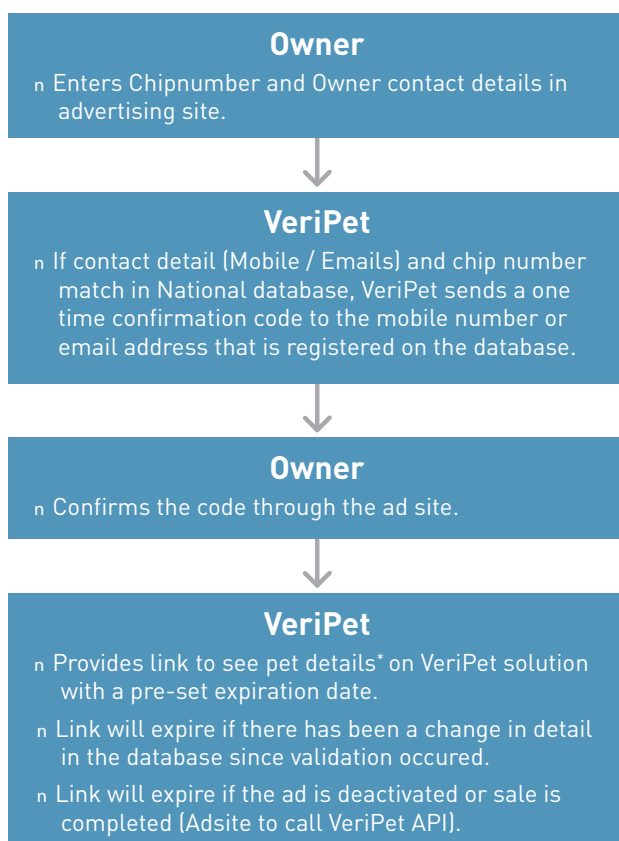 Owner
n Enters Chipnumber and Owner contact details in
advertising site.
VeriPet
n If contact detail (Mobile / Emails) and chip number
match in National database, VeriPet sends a one
time confirmation code to the mobile number or
email address that is registered on the database.
Owner
n Confirms the code through the ad site.
VeriPet
n Provides link to see pet details* on VeriPet solution
with a pre-set expiration date.
n Link will expire if there has been a change in detail
in the database since validation occured.
n Link will expire if the ad is deactivated or sale is
completed (Adsite to call VeriPet API).